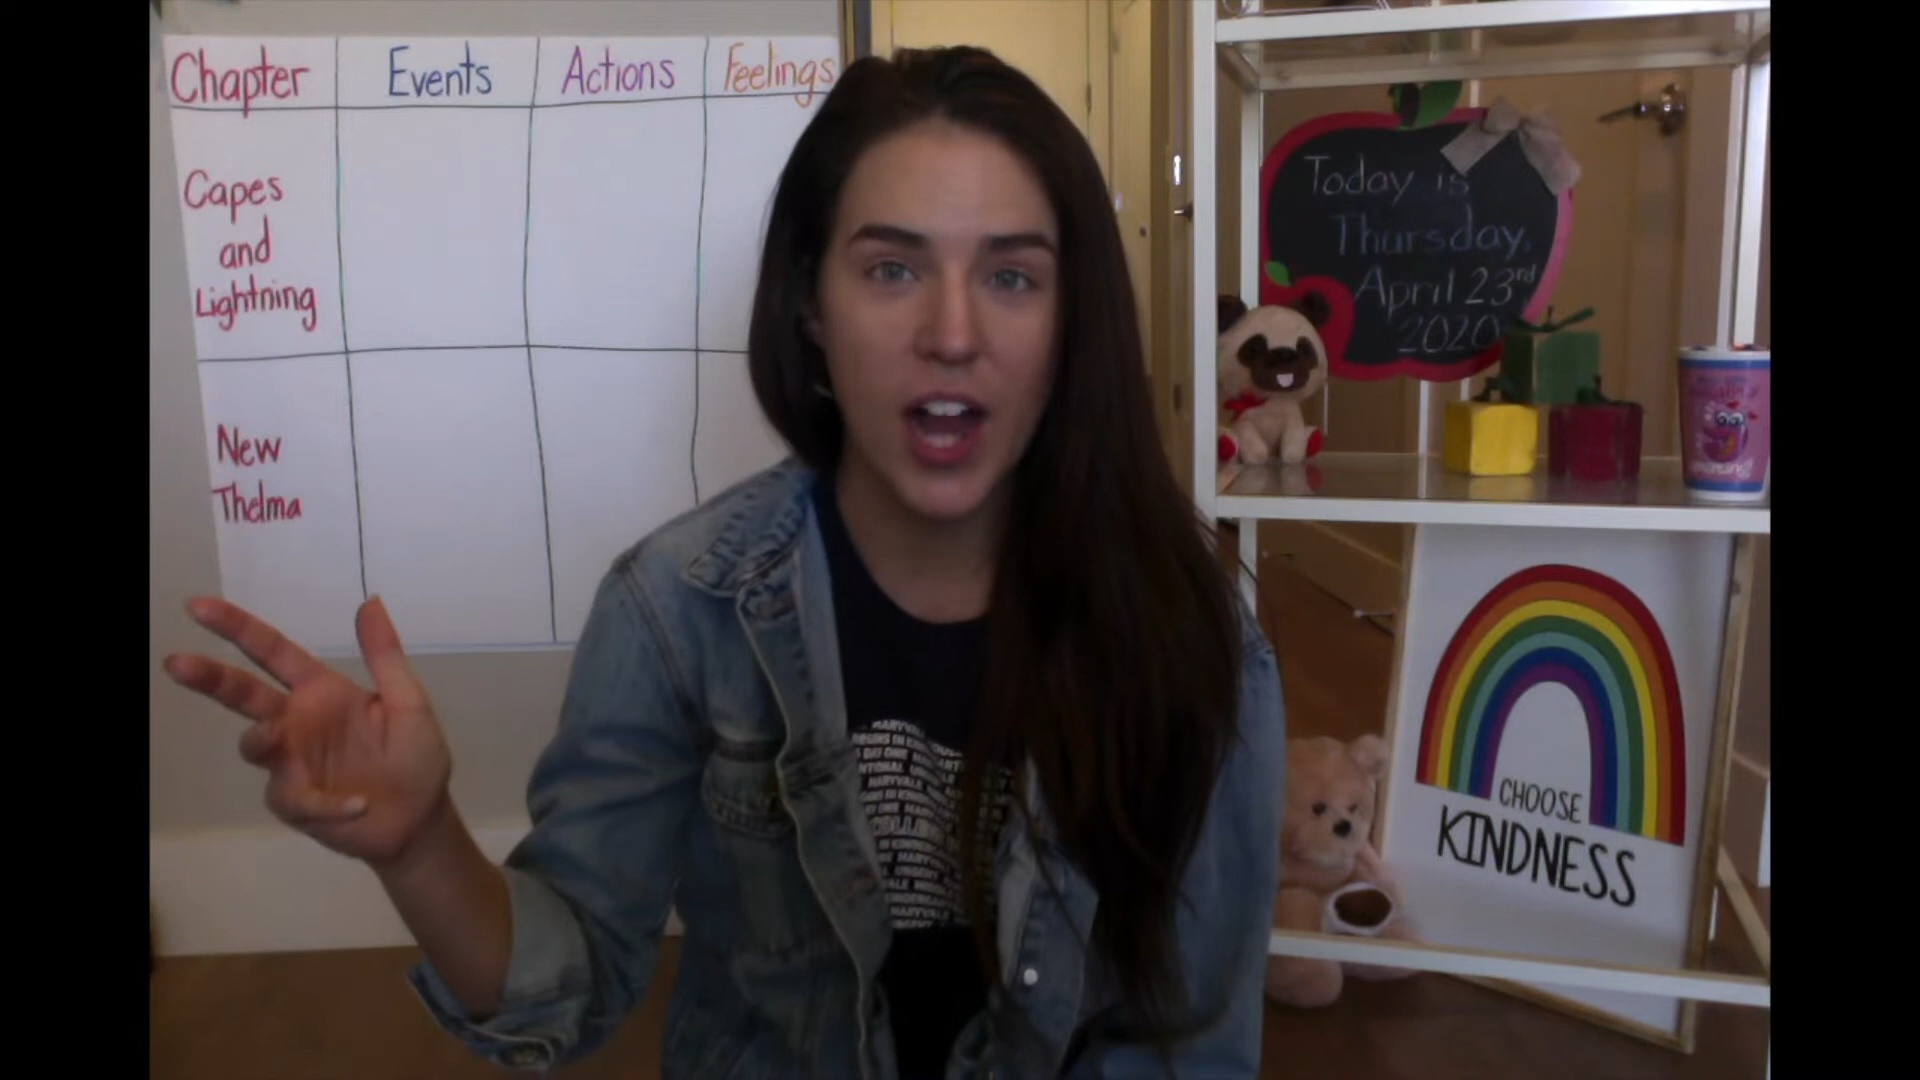 Chapter
Events
Actions
Feelings
Capes
and
Lightning
New
Thelma
Today is
Thursday,
April 23rd
2020
CHOOSE
KINDNESS